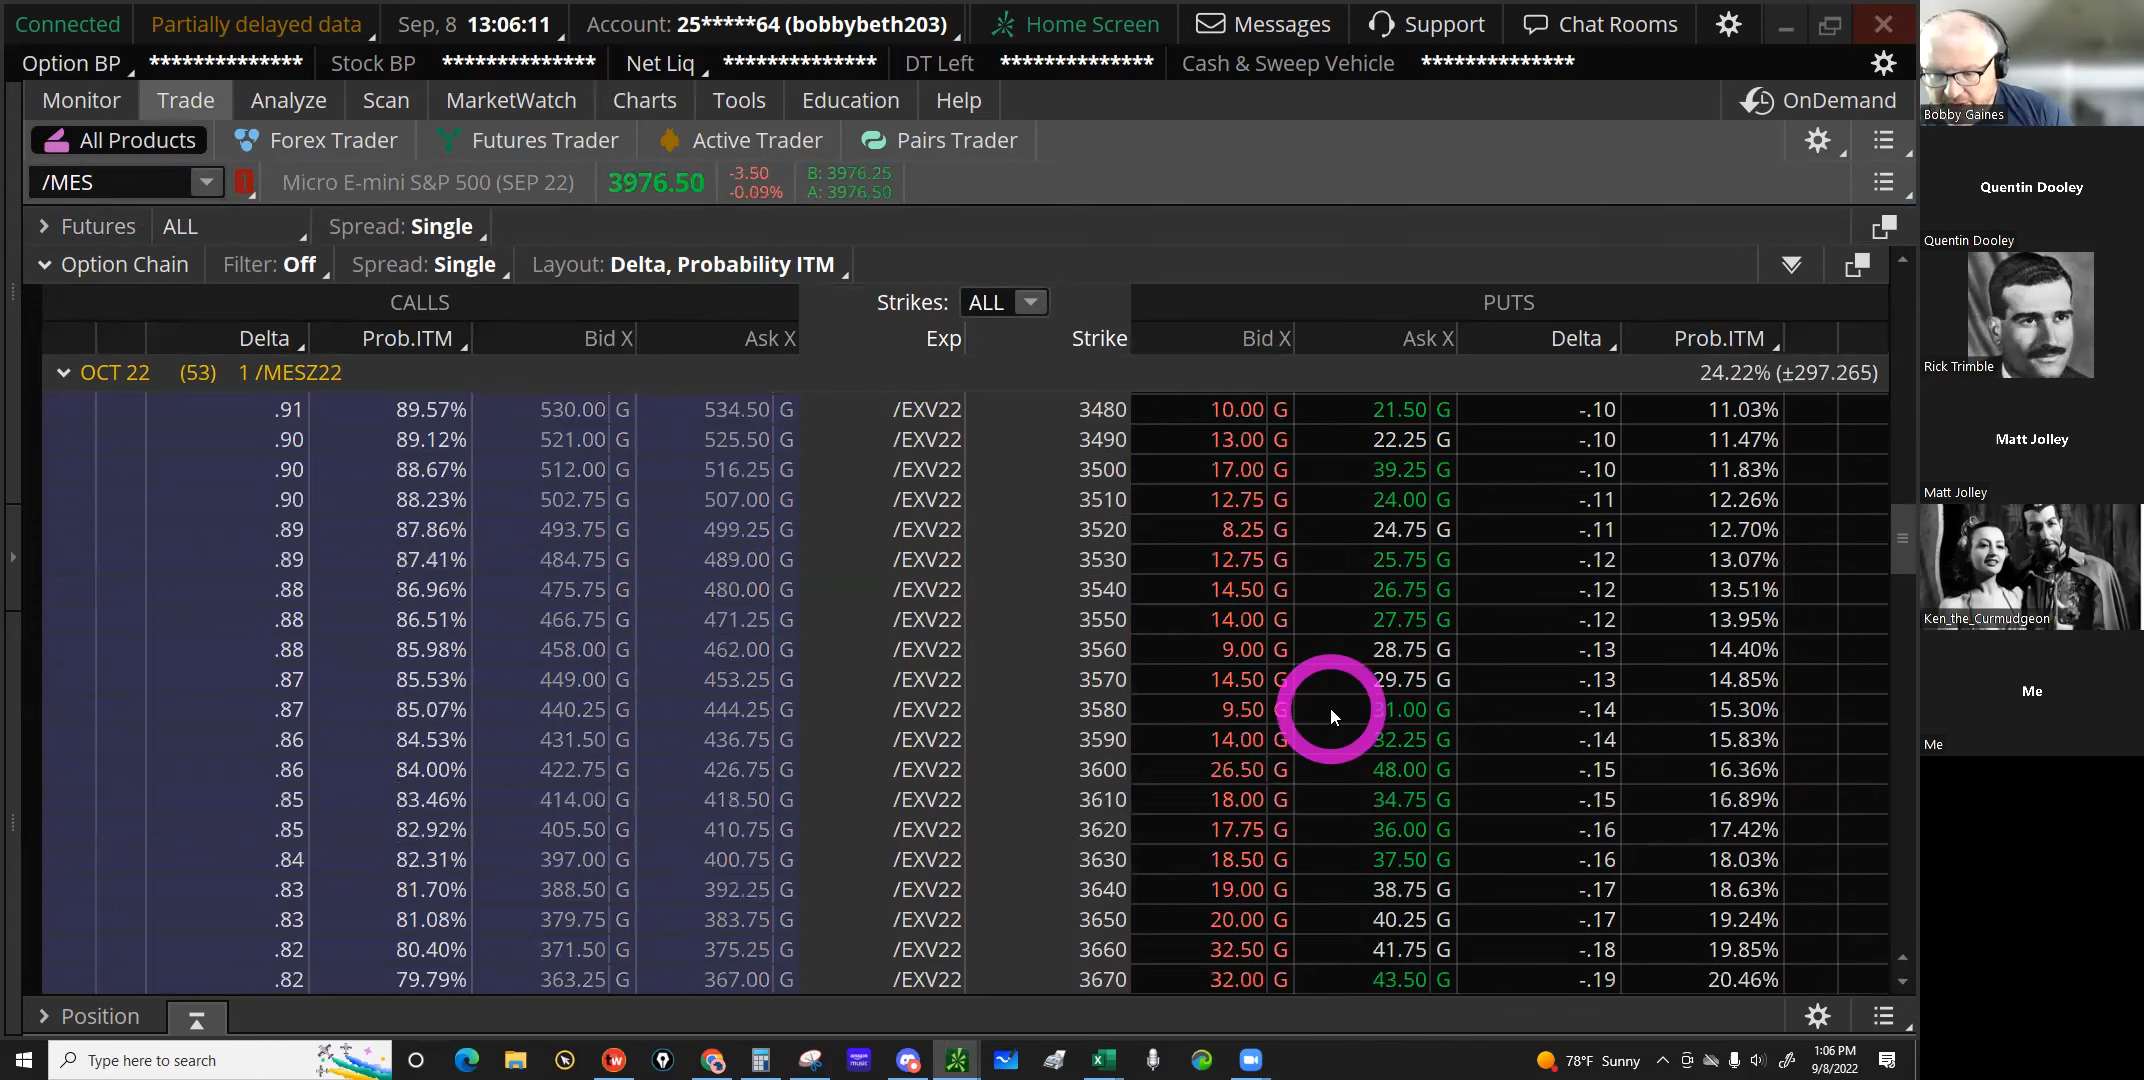 Connected Partially delayed data Sep, 8 13:06:11 Account: 25*****64 (bobbybeth203) Home Screen Messages Support Chat Rooms
Option BP ************** Stock BP ************** Net Liq ************** DT Left ************** Cash & Sweep Vehicle **************
Monitor Trade Analyze Scan MarketWatch Charts Tools Education Help OnDemand
All Products Forex Trader Futures Trader Active Trader Pairs Trader
/MES 1 Micro E-mini S&P 500 (SEP 22) 3976.50 -3.50 B: 3976.25
-0.09% A: 3976.50
Futures ALL Spread: Single
Option Chain Filter: Off Spread: Single Layout: Delta, Probability ITM
CALLS Strikes: ALL PUTS
Delta Prob.ITM Bid X Ask X Exp Strike Bid X Ask X Delta Prob.ITM
OCT 22 (53) 1 /MESZ22 24.22% (±297.265)
.91 89.57% 530.00 G 534.50 G /EXV22 3480 10.00 G 21.50 G -.10 11.03%
.90 89.12% 521.00 G 525.50 G /EXV22 3490 13.00 G 22.25 G -.10 11.47%
.90 88.67% 512.00 G 516.25 G /EXV22 3500 17.00 G 39.25 G -.10 11.83%
.90 88.23% 502.75 G 507.00 G /EXV22 3510 12.75 G 24.00 G -.11 12.26%
.89 87.86% 493.75 G 499.25 G /EXV22 3520 8.25 G 24.75 G -.11 12.70%
.89 87.41% 484.75 G 489.00 G /EXV22 3530 12.75 G 25.75 G -.12 13.07%
.88 86.96% 475.75 G 480.00 G /EXV22 3540 14.50 G 26.75 G -.12 13.51%
.88 86.51% 466.75 G 471.25 G /EXV22 3550 14.00 G 27.75 G -.12 13.95%
.88 85.98% 458.00 G 462.00 G /EXV22 3560 9.00 G 28.75 G -.13 14.40%
.87 85.53% 449.00 G 453.25 G /EXV22 3570 14.50 G 29.75 G -.13 14.85%
.87 85.07% 440.25 G 444.25 G /EXV22 3580 9.50 G G -.14 15.30%
.86 84.53% 431.50 G 436.75 G /EXV22 3590 14.00 G 32.25 G -.14 15.83%
.86 84.00% 422.75 G 426.75 G /EXV22 3600 26.50 G 48.00 G -.15 16.36%
.85 83.46% 414.00 G 418.50 G /EXV22 3610 18.00 G 34.75 G -.15 16.89%
.85 82.92% 405.50 G 410.75 G /EXV22 3620 17.75 G 36.00 G -.16 17.42%
.84 82.31% 397.00 G 400.75 G /EXV22 3630 18.50 G 37.50 G -.16 18.03%
.83 81.70% 388.50 G 392.25 G /EXV22 3640 19.00 G 38.75 G -.17 18.63%
.83 81.08% 379.75 G 383.75 G /EXV22 3650 20.00 G 40.25 G -.17 19.24%
.82 80.40% 371.50 G 375.25 G /EXV22 3660 32.50 G 41.75 G -.18 19.85%
.82 79.79% 363.25 G 367.00 G /EXV22 3670 32.00 G 43.50 G -.19 20.46%
Position
Type here to search
78°F Sunny
1:06 PM
9/8/2022
Bobby Gaines
Quentin Dooley
Quentin Dooley
Rick Trimble
Matt Jolley
Matt Jolley
Ken_the_Curmudgeon
Me
Me